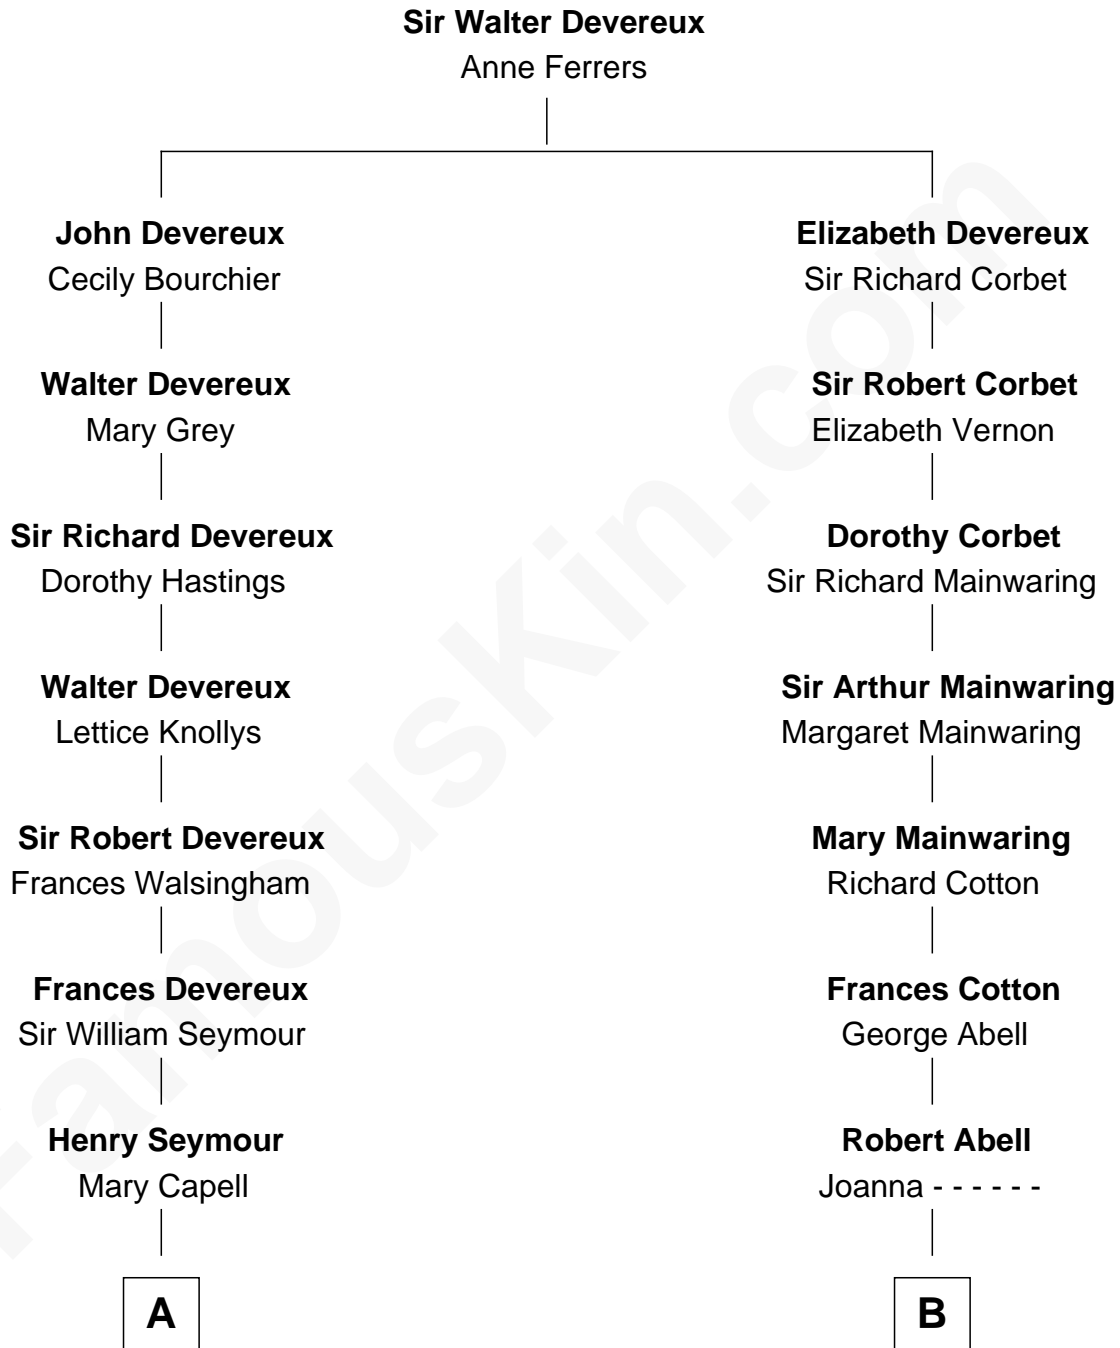 Sir Walter Devereux
Anne Ferrers
John Devereux
Cecily Bourchier
Walter Devereux
Mary Grey
Sir Richard Devereux
Dorothy Hastings
Walter Devereux
Lettice Knollys
Sir Robert Devereux
Frances Walsingham
Frances Devereux
Sir William Seymour
Henry Seymour
Mary Capell
A
Elizabeth Devereux
Sir Richard Corbet
Sir Robert Corbet
Elizabeth Vernon
Dorothy Corbet
Sir Richard Mainwaring
Sir Arthur Mainwaring
Margaret Mainwaring
Mary Mainwaring
Richard Cotton
Frances Cotton
George Abell
Robert Abell
Joanna - - - - - -
B
FamousKin.com